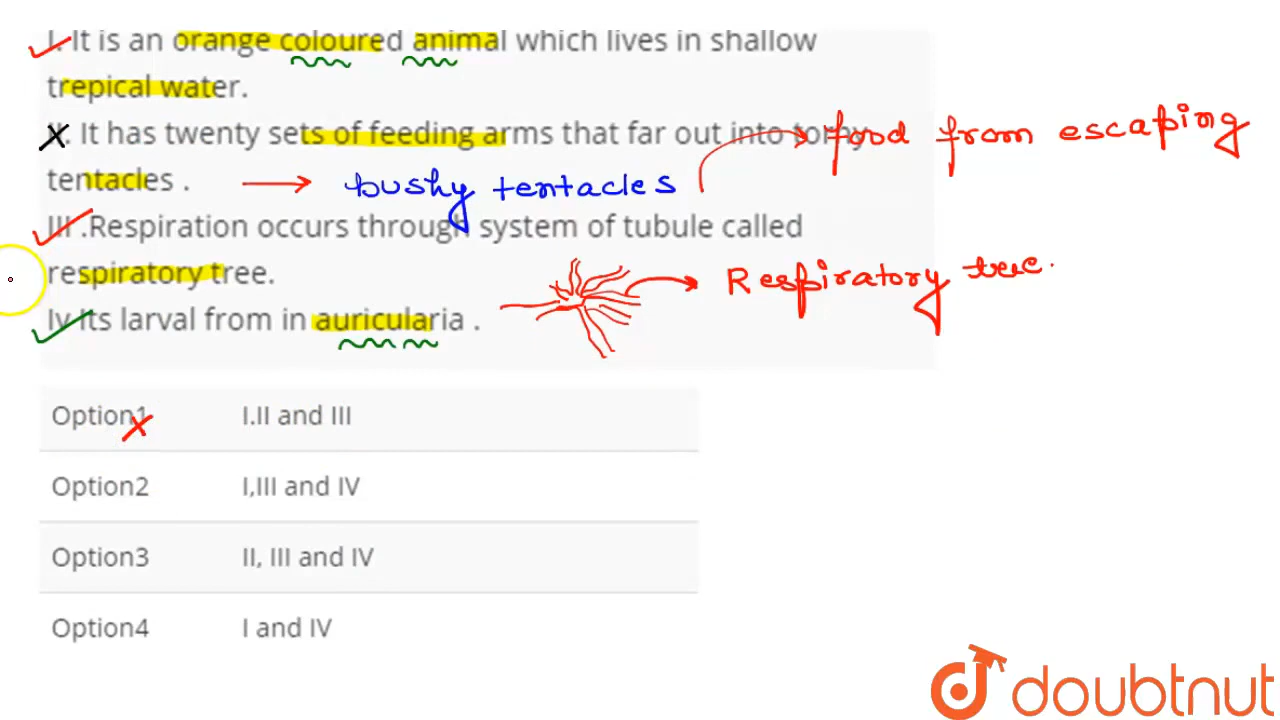 I. It is an orange coloured animal which lives in shallow
trepical water.
II. It has twenty sets of feeding arms that far out into tomy food from escaping
tentacles . bushy tentacles
III .Respiration occurs through system of tubule called
respiratory tree. Respiratory tree.
Iv Its larval from in auricularia .
Option1 I.II and III
Option2 I,III and IV
Option3 II, III and IV
Option4 I and IV
doubtnut